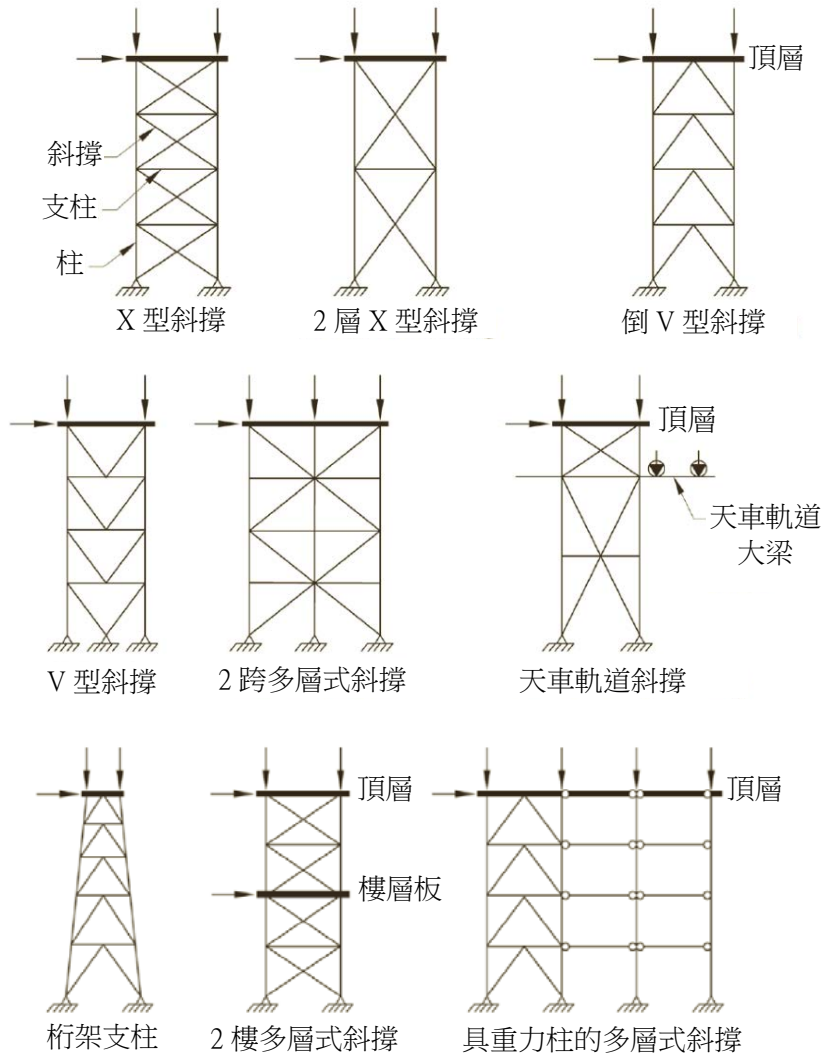 頂層
斜撐
支柱
柱
X 型斜撐
2 層 X 型斜撐
倒 V 型斜撐
頂層
天車軌道
大梁
V 型斜撐
2 跨多層式斜撐
天車軌道斜撐
頂層
樓層板
頂層
桁架支柱
2 樓多層式斜撐
具重力柱的多層式斜撐